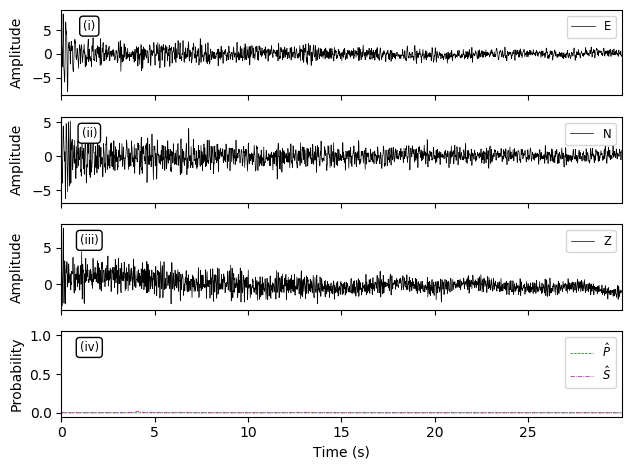 5
0
−5
Amplitude
(i)
E
5
0
−5
Amplitude
(ii)
N
5
0
Amplitude
(iii)
Z
1.0
0.5
0.0
Probability
(iv)
P̂
Ŝ
0 5 10 15 20 25
Time (s)